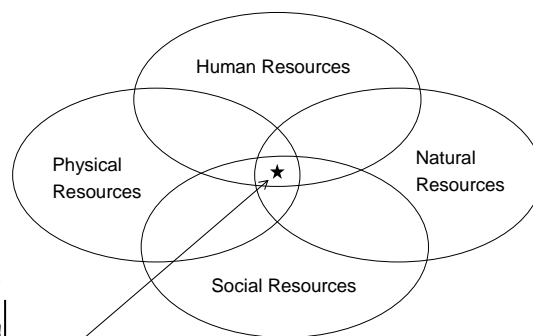 Human Resources
Physical
Resources
Natural
Resources
Social Resources